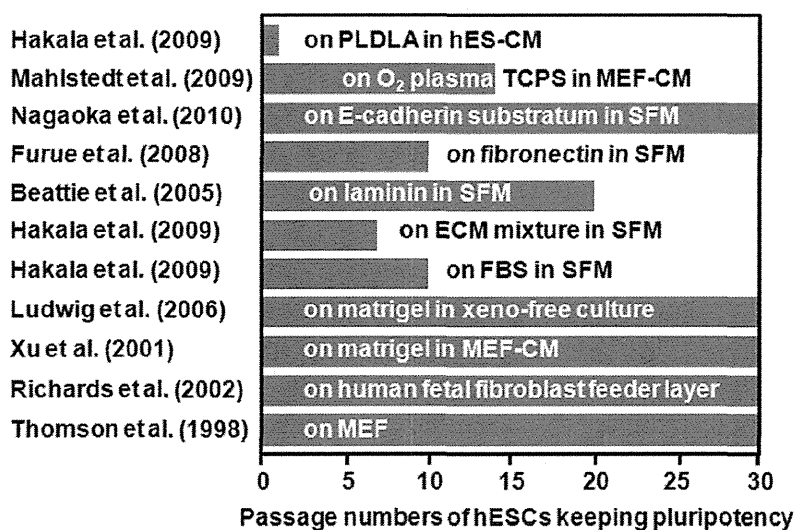 Hakala et al. (2009) on PLDLA in hES-CM
Mahlstedt et al. (2009) on O₂ plasma TCPS in MEF-CM
Nagaoka et al. (2010) on E-cadherin substratum in SFM
Furue et al. (2008) on fibronectin in SFM
Beattie et al. (2005) on laminin in SFM
Hakala et al. (2009) on ECM mixture in SFM
Hakala et al. (2009) on FBS in SFM
Ludwig et al. (2006) on matrigel in xeno-free culture
Xu et al. (2001) on matrigel in MEF-CM
Richards et al. (2002) on human fetal fibroblast feeder layer
Thomson et al. (1998) on MEF
0 5 10 15 20 25 30
Passage numbers of hESCs keeping pluripotency